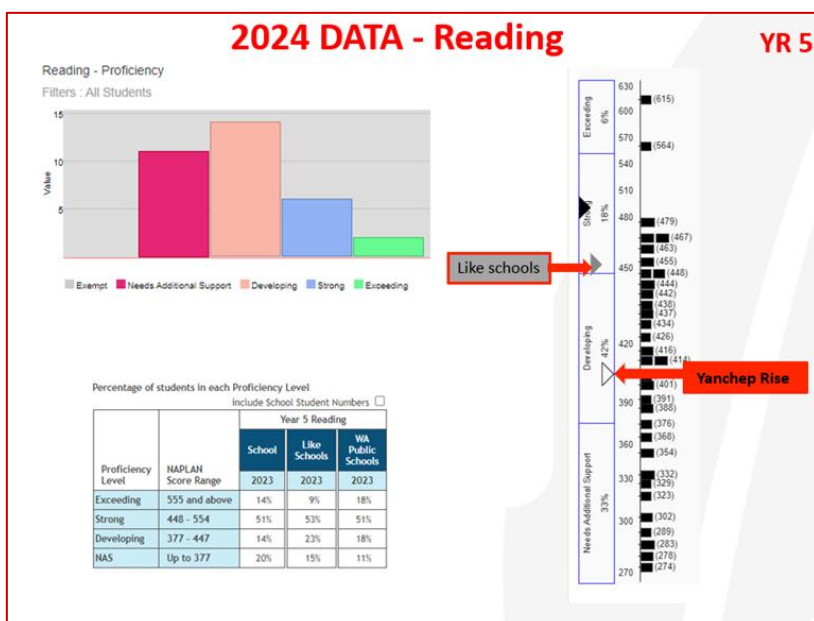 2024 DATA - Reading
YR 5
Reading - Proficiency
Filters : All Students
15
10
5
Value
Exempt Needs Additional Support Developing Strong Exceeding
Percentage of students in each Proficiency Level
Include School Student Numbers
Proficiency Level
NAPLAN Score Range
Year 5 Reading
School Like Schools WA Public Schools
2023 2023 2023
Exceeding 555 and above 14% 9% 18%
Strong 448 - 554 51% 53% 51%
Developing 377 - 447 14% 23% 18%
NAS Up to 377 20% 15% 11%
Like schools
Yanchep Rise
Exceeding
6%
Strong
18%
Developing
42%
Needs Additional Support
33%
630
600
570
540
510
480
450
420
390
360
330
300
270
(615)
(564)
(479)
(467)
(463)
(455)
(448)
(444)
(442)
(438)
(437)
(434)
(426)
(416)
(414)
(401)
(391)
(388)
(376)
(368)
(354)
(332)
(329)
(323)
(302)
(289)
(283)
(278)
(274)